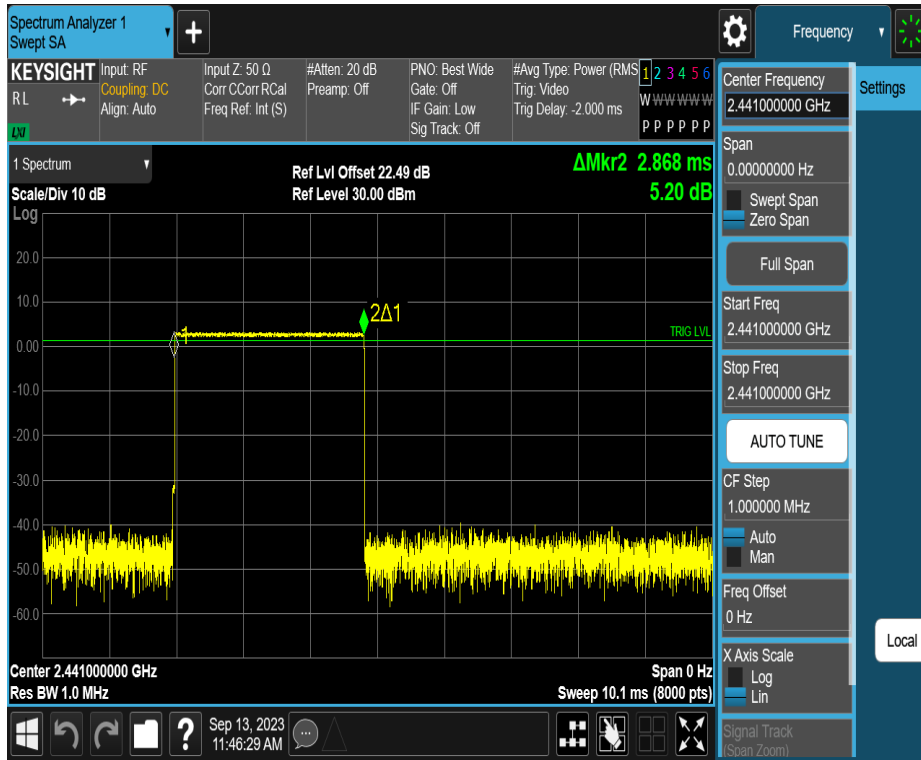 Spectrum Analyzer 1
Swept SA
+
Frequency
KEYSIGHT
R L
LXI
Input: RF
Coupling: DC
Align: Auto
Input Z: 50 Ω
Corr CCorr RCal
Freq Ref: Int (S)
#Atten: 20 dB
Preamp: Off
PNO: Best Wide
Gate: Off
IF Gain: Low
Sig Track: Off
#Avg Type: Power (RMS
Trig: Video
Trig Delay: -2.000 ms
1 2 3 4 5 6
W W W W W W
P P P P P P
1 Spectrum
Scale/Div 10 dB
Log
Ref Lvl Offset 22.49 dB
Ref Level 30.00 dBm
ΔMkr2 2.868 ms
5.20 dB
20.0
10.0
0.00
-10.0
-20.0
-30.0
-40.0
-50.0
-60.0
1
2Δ1
TRIG LVL
Center 2.441000000 GHz
Res BW 1.0 MHz
Span 0 Hz
Sweep 10.1 ms (8000 pts)
Sep 13, 2023
11:46:29 AM
?
Center Frequency
2.441000000 GHz
Span
0.00000000 Hz
Swept Span
Zero Span
Full Span
Start Freq
2.441000000 GHz
Stop Freq
2.441000000 GHz
AUTO TUNE
CF Step
1.000000 MHz
Auto
Man
Freq Offset
0 Hz
X Axis Scale
Log
Lin
Signal Track
(Span Zoom)
Settings
Local